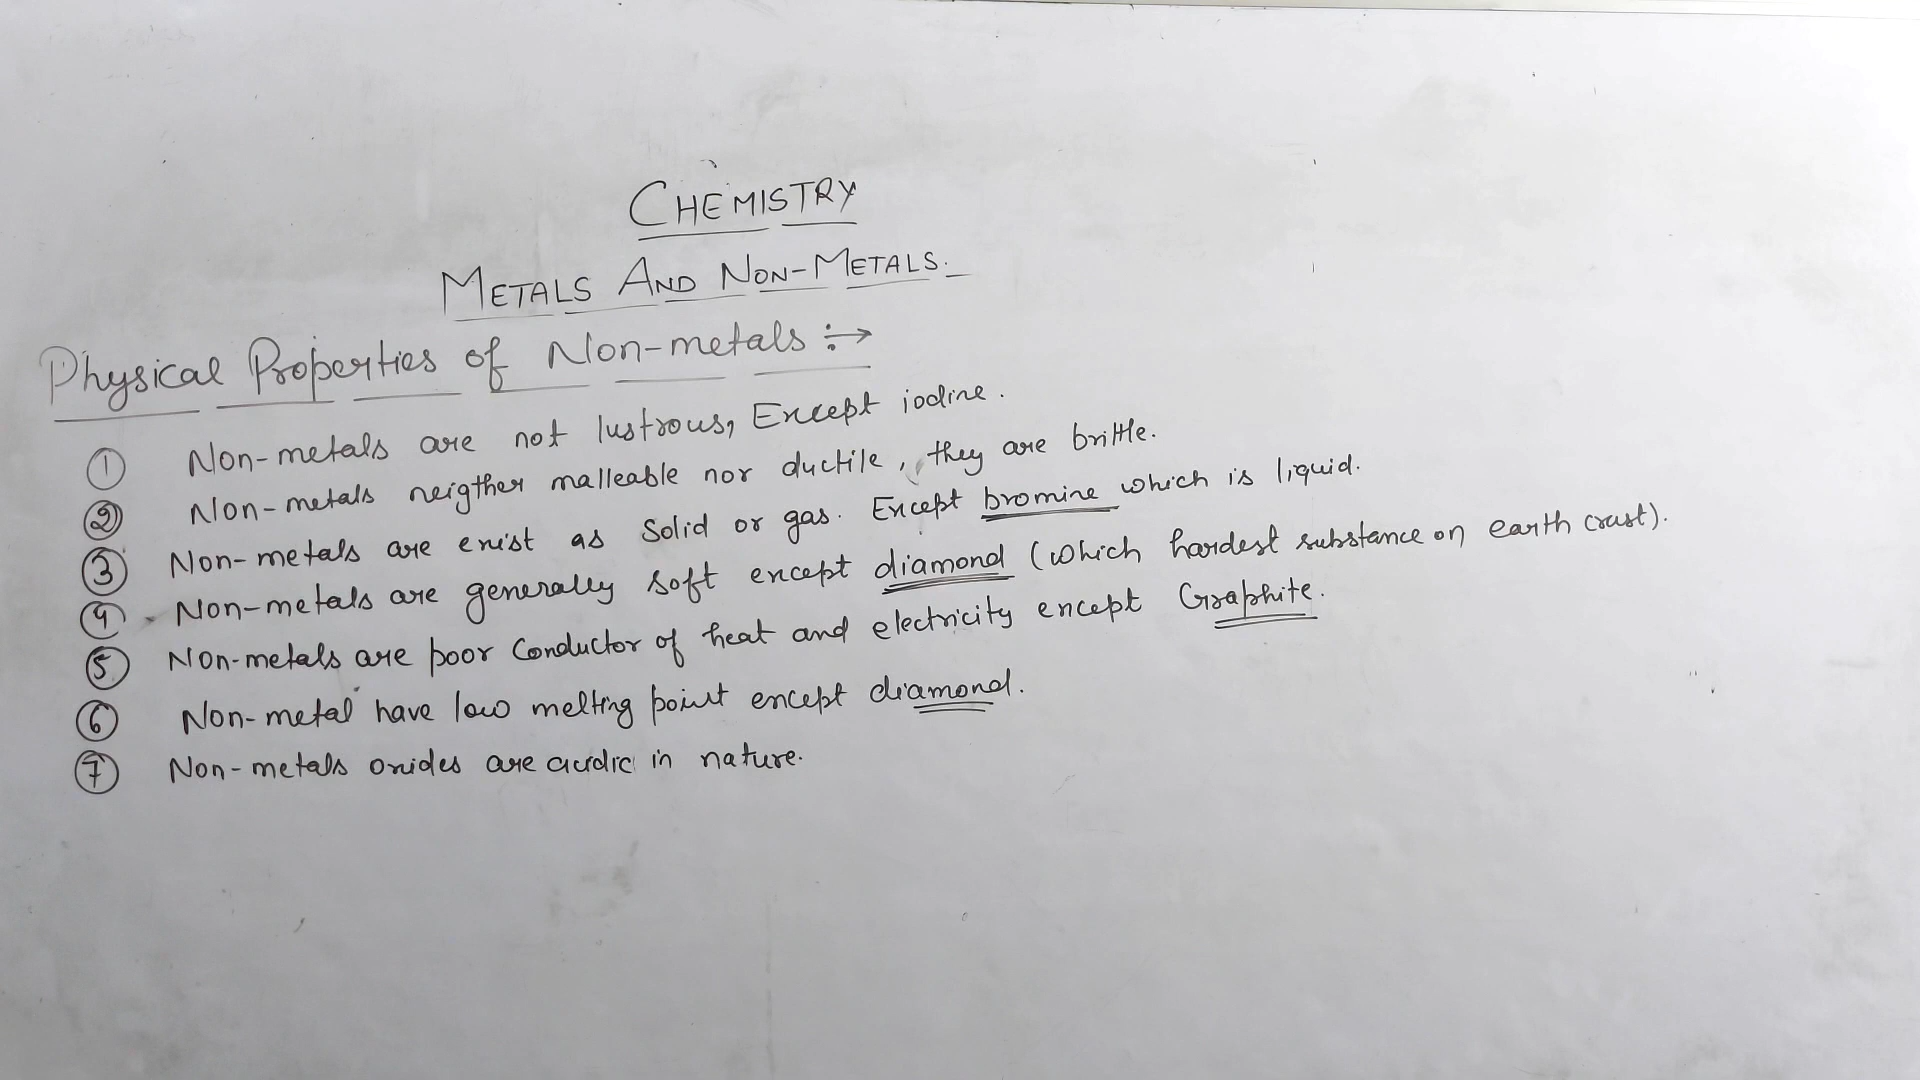 CHEMISTRY
METALS AND NON-METALS.
Physical Properties of Non-metals :→
① Non-metals are not lustrous, Except iodine.
② Non-metals neigther malleable nor ductile, they are brittle.
③ Non-metals are exist as Solid or gas. Except bromine which is liquid.
④ Non-metals are generally soft except diamond (which hardest substance on earth crust).
⑤ Non-metals are poor Conductor of heat and electricity except Graphite.
⑥ Non-metal have low melting point except diamond.
⑦ Non-metals oxides are acidic in nature.